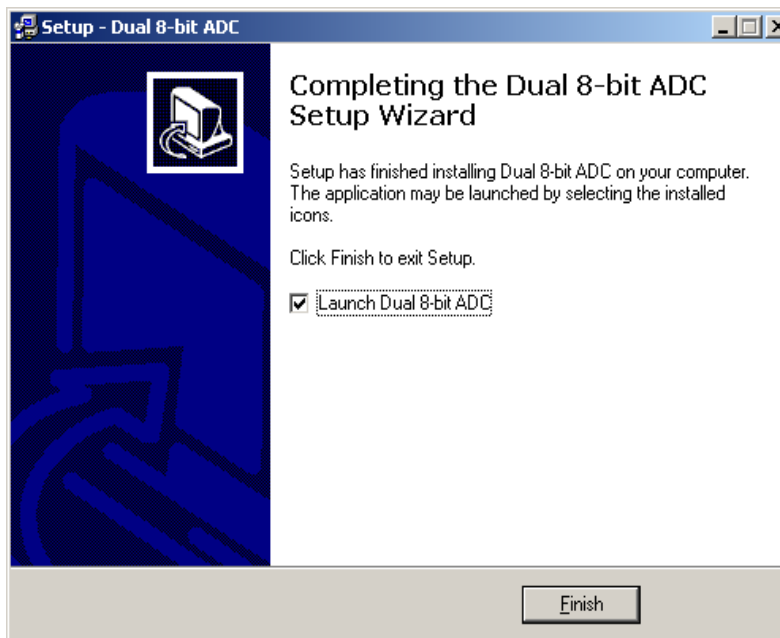 Setup - Dual 8-bit ADC
Completing the Dual 8-bit ADC
Setup Wizard
Setup has finished installing Dual 8-bit ADC on your computer.
The application may be launched by selecting the installed
icons.
Click Finish to exit Setup.
Launch Dual 8-bit ADC
Finish